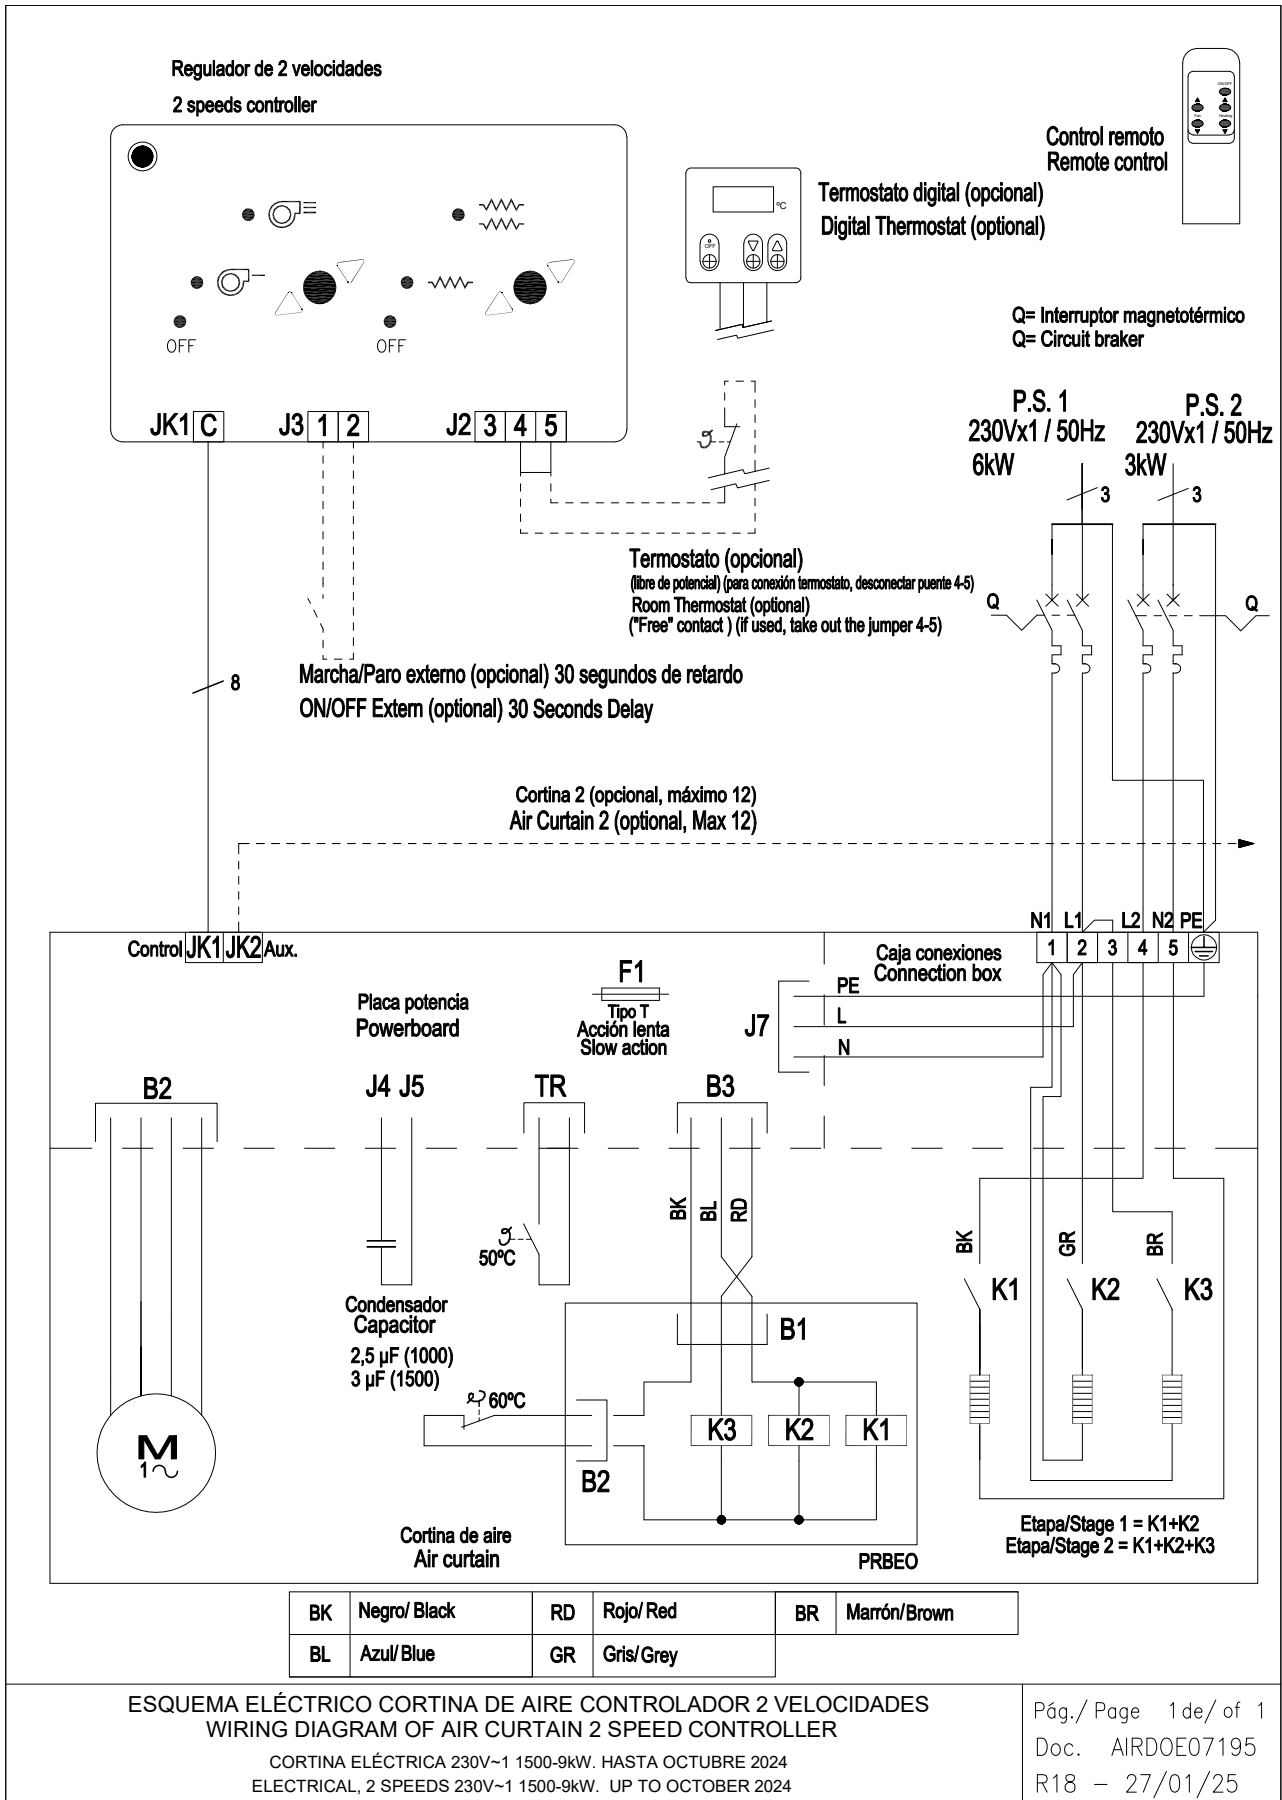 Regulador de 2 velocidades
2 speeds controller
OFF
OFF
JK1 C
J3 1 2
J2 3 4 5
°C
OFF
Termostato digital (opcional)
Digital Thermostat (optional)
Control remoto
Remote control
ON/OFF
Fan
Heating
Q= Interruptor magnetotérmico
Q= Circuit braker
P.S. 1
230Vx1 / 50Hz
6kW
3
P.S. 2
230Vx1 / 50Hz
3kW
3
Q
Q
Termostato (opcional)
(libre de potencial) (para conexión termostato, desconectar puente 4-5)
Room Thermostat (optional)
("Free" contact ) (if used, take out the jumper 4-5)
8
Marcha/Paro externo (opcional) 30 segundos de retardo
ON/OFF Extern (optional) 30 Seconds Delay
Cortina 2 (opcional, máximo 12)
Air Curtain 2 (optional, Max 12)
N1 L1 L2 N2 PE
1 2 3 4 5
Control JK1 JK2 Aux.
Caja conexiones
Connection box
Placa potencia
Powerboard
F1
Tipo T
Acción lenta
Slow action
J7
PE
L
N
B2
J4 J5
TR
B3
BK
BL
RD
50ºC
Condensador
Capacitor
2,5 µF (1000)
3 µF (1500)
60ºC
B1
K3
K2
K1
B2
M
1
Cortina de aire
Air curtain
PRBEO
BK
GR
BR
K1
K2
K3
Etapa/Stage 1 = K1+K2
Etapa/Stage 2 = K1+K2+K3
BK Negro/ Black RD Rojo/ Red BR Marrón/Brown
BL Azul/ Blue GR Gris/ Grey
ESQUEMA ELÉCTRICO CORTINA DE AIRE CONTROLADOR 2 VELOCIDADES
WIRING DIAGRAM OF AIR CURTAIN 2 SPEED CONTROLLER
CORTINA ELÉCTRICA 230V~1 1500-9kW. HASTA OCTUBRE 2024
ELECTRICAL, 2 SPEEDS 230V~1 1500-9kW. UP TO OCTOBER 2024
Pág./ Page 1 de/ of 1
Doc. AIRDOE07195
R18 – 27/01/25